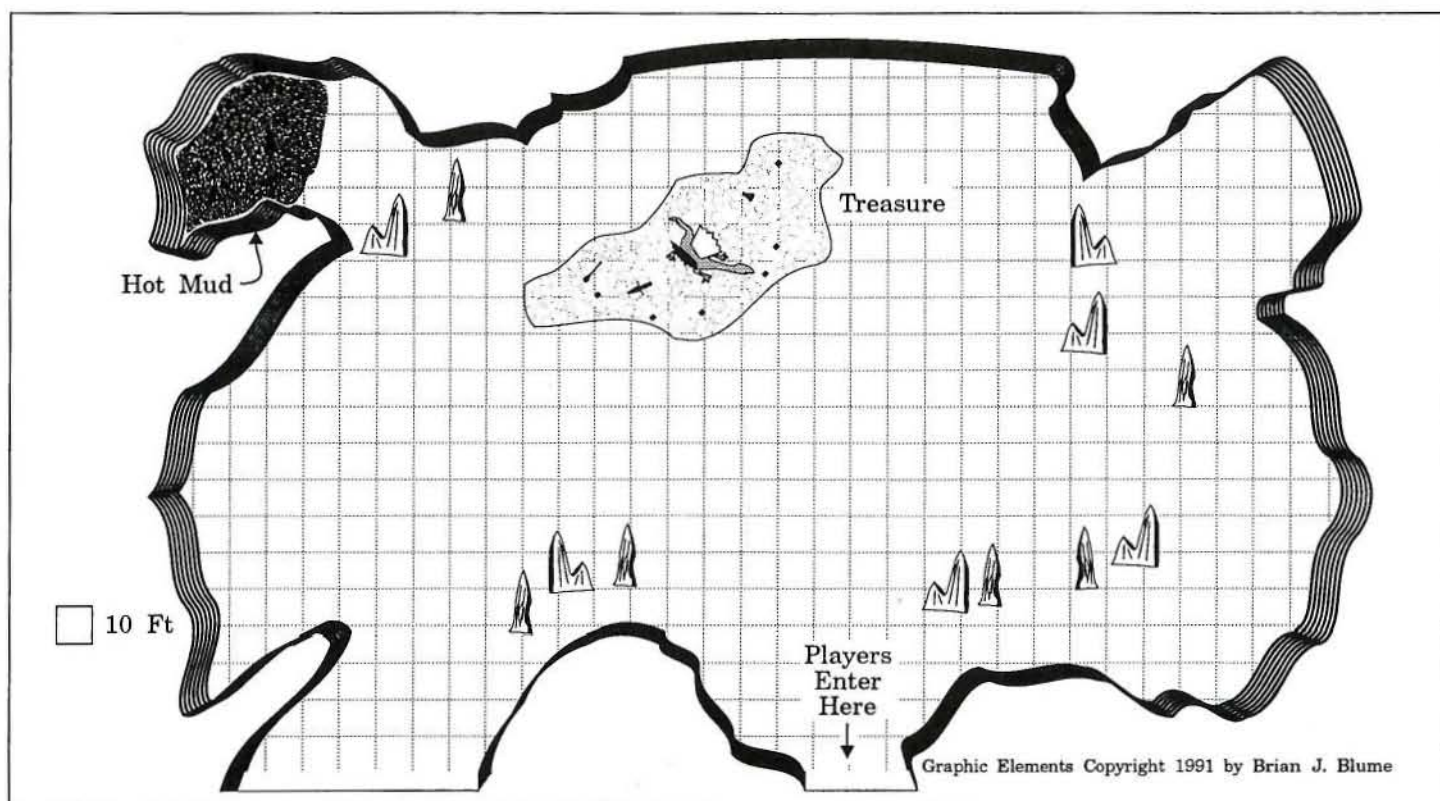 Treasure
Hot Mud
10 Ft
Players
Enter
Here
Graphic Elements Copyright 1991 by Brian J. Blume